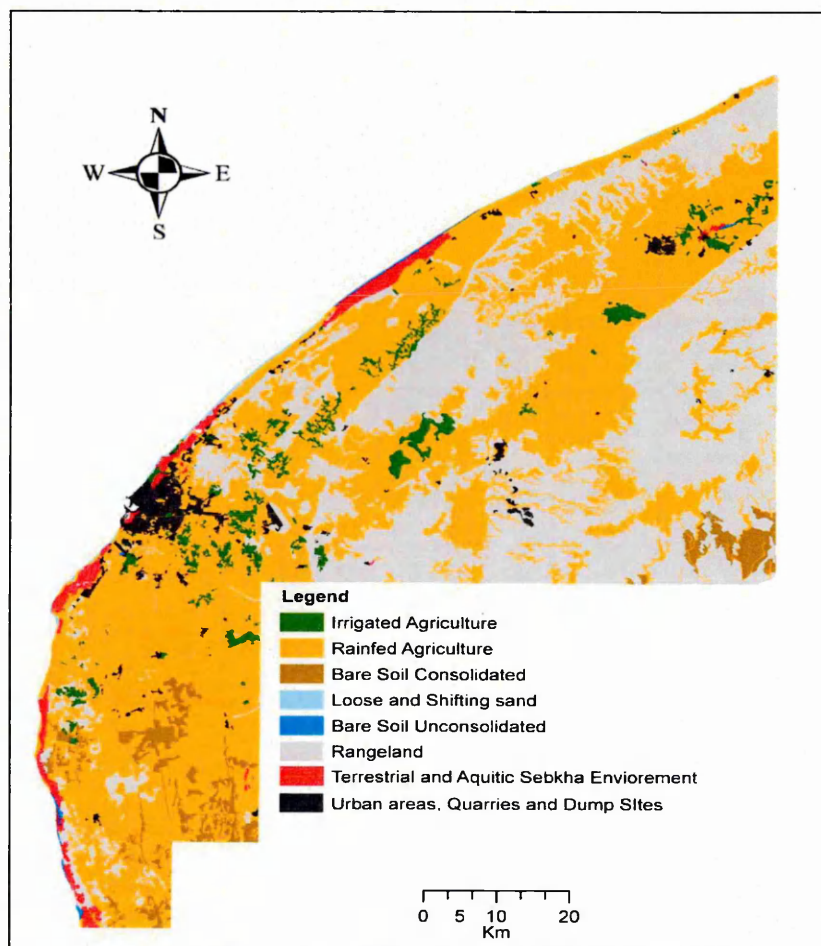 N
W E
S
Legend
Irrigated Agriculture
Rainfed Agriculture
Bare Soil Consolidated
Loose and Shifting sand
Bare Soil Unconsolidated
Rangeland
Terrestrial and Aquitic Sebkha Enviorement
Urban areas, Quarries and Dump SItes
0 5 10 20
Km